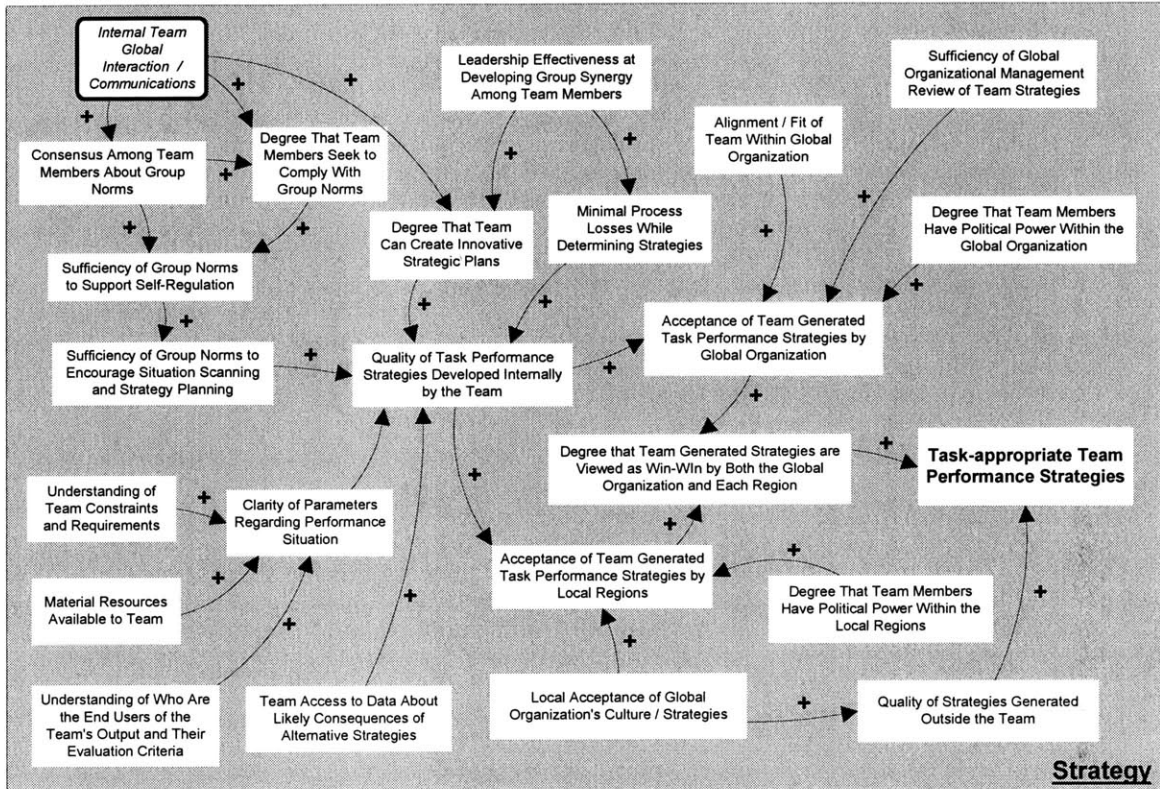 Internal Team
Global
Interaction /
Communications
Leadership Effectiveness at
Developing Group Synergy
Among Team Members
Sufficiency of Global
Organizational Management
Review of Team Strategies
Alignment / Fit of
Team Within Global
Organization
Consensus Among Team
Members About Group
Norms
Degree That Team
Members Seek to
Comply With
Group Norms
Degree That Team
Can Create Innovative
Strategic Plans
Minimal Process
Losses While
Determining Strategies
Degree That Team Members
Have Political Power Within the
Global Organization
Sufficiency of Group Norms
to Support Self-Regulation
Sufficiency of Group Norms to
Encourage Situation Scanning
and Strategy Planning
Quality of Task Performance
Strategies Developed Internally
by the Team
Acceptance of Team Generated
Task Performance Strategies by
Global Organization
Degree that Team Generated Strategies are
Viewed as Win-WIn by Both the Global
Organization and Each Region
Task-appropriate Team
Performance Strategies
Understanding of
Team Constraints
and Requirements
Clarity of Parameters
Regarding Performance
Situation
Acceptance of Team Generated
Task Performance Strategies by
Local Regions
Material Resources
Available to Team
Degree That Team Members
Have Political Power Within the
Local Regions
Understanding of Who Are
the End Users of the
Team's Output and Their
Evaluation Criteria
Team Access to Data About
Likely Consequences of
Alternative Strategies
Local Acceptance of Global
Organization's Culture / Strategies
Quality of Strategies Generated
Outside the Team
Strategy